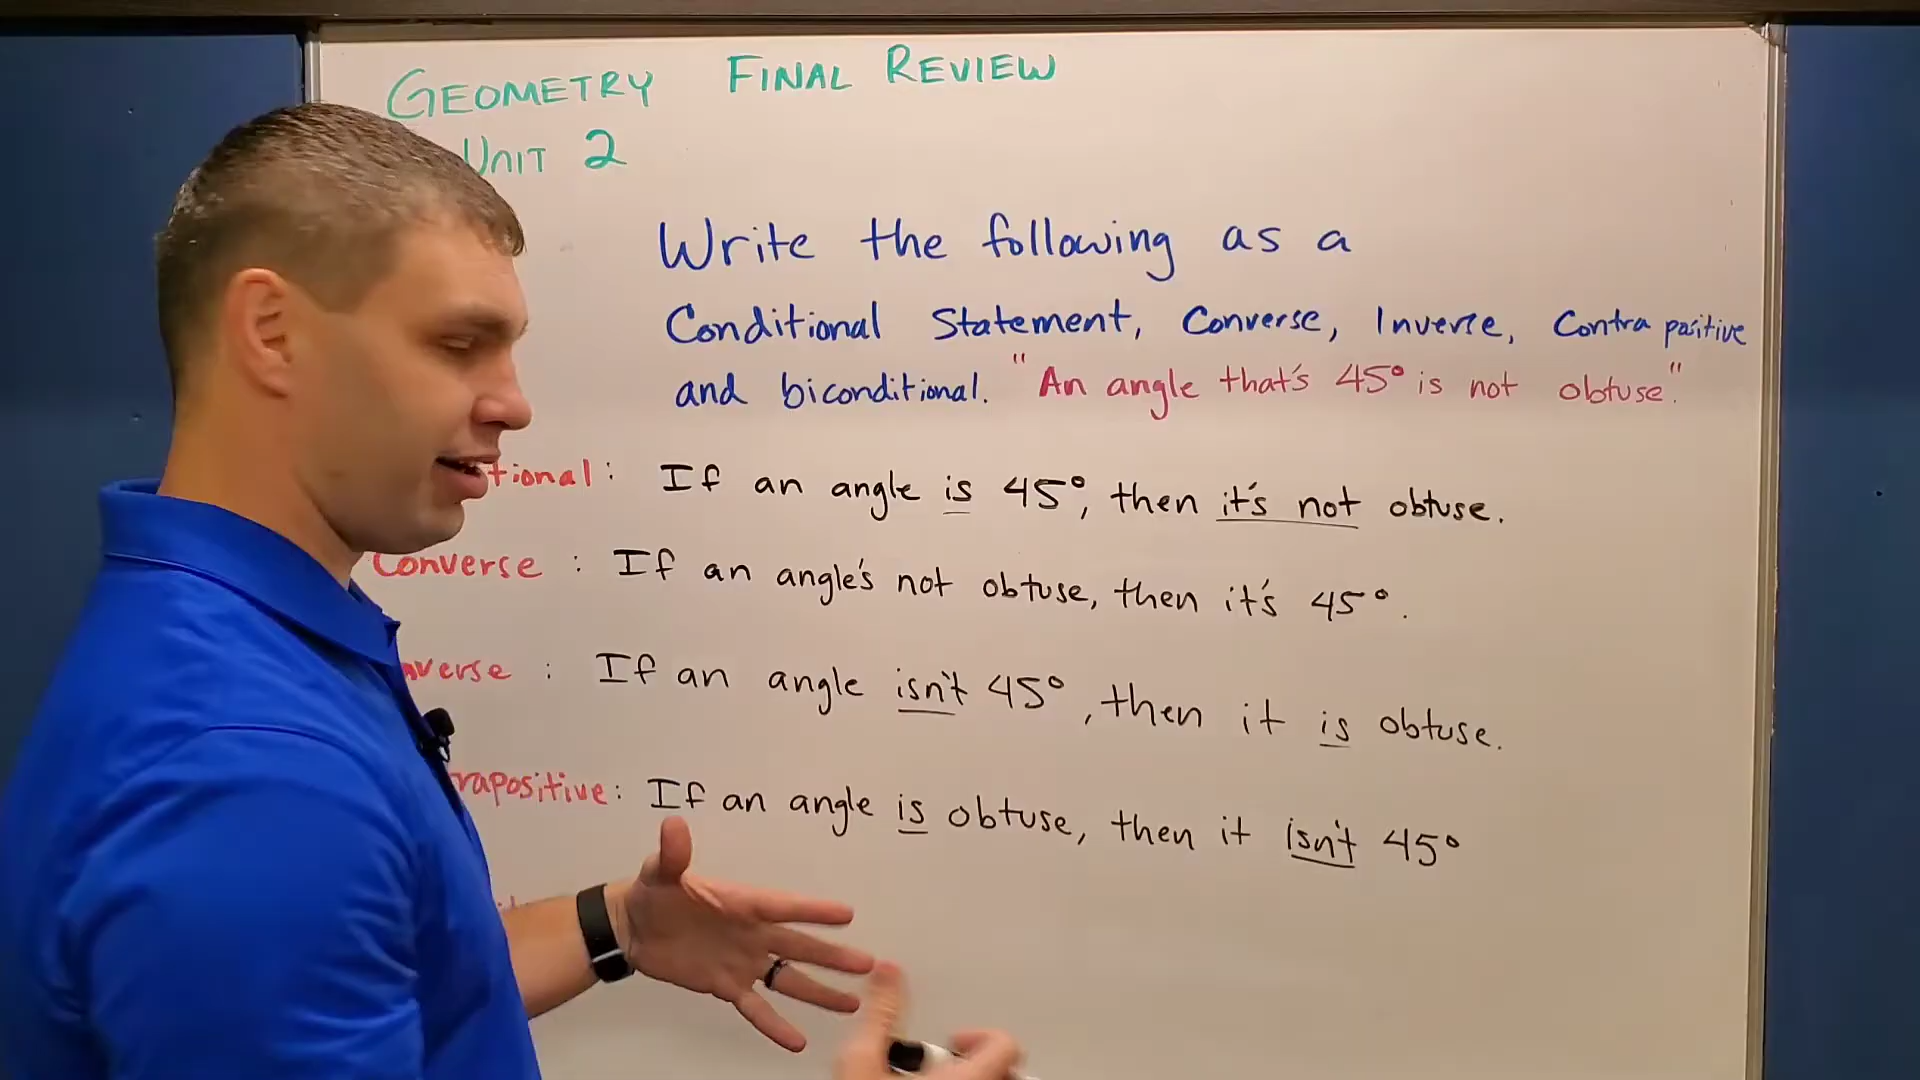 GEOMETRY FINAL REVIEW
UNIT 2
Write the following as a
Conditional Statement, Converse, Inverse, Contrapositive
and biconditional. "An angle that's 45° is not obtuse."
tional: If an angle is 45°, then it's not obtuse.
Converse : If an angle's not obtuse, then it's 45°.
verse : If an angle isn't 45°, then it is obtuse.
rapositive: If an angle is obtuse, then it isn't 45°